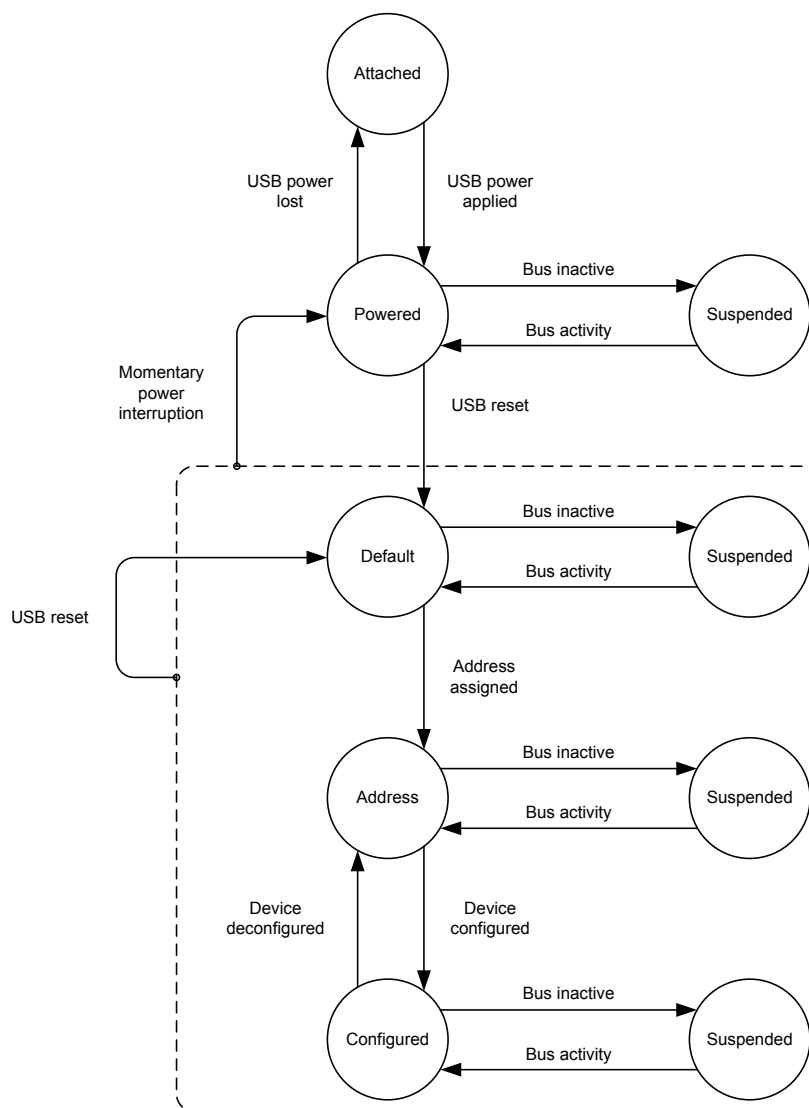 Attached
USB power
lost
USB power
applied
Bus inactive
Powered
Suspended
Bus activity
Momentary
power
interruption
USB reset
Bus inactive
Default
Suspended
Bus activity
USB reset
Address
assigned
Bus inactive
Address
Suspended
Bus activity
Device
deconfigured
Device
configured
Bus inactive
Configured
Suspended
Bus activity